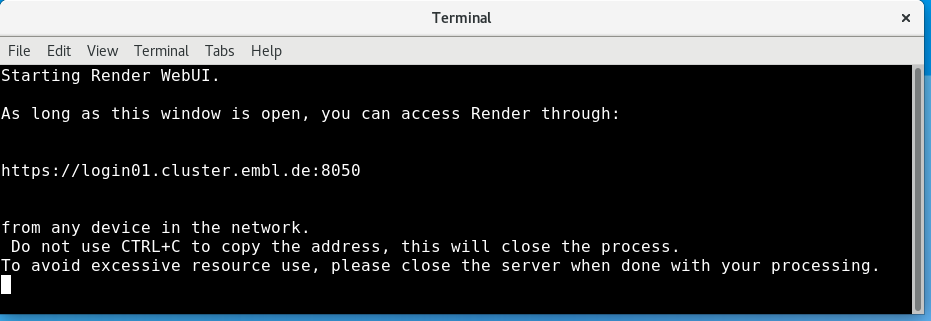 Terminal
File Edit View Terminal Tabs Help
Starting Render WebUI.
As long as this window is open, you can access Render through:
https://login01.cluster.embl.de:8050
from any device in the network.
Do not use CTRL+C to copy the address, this will close the process.
To avoid excessive resource use, please close the server when done with your processing.